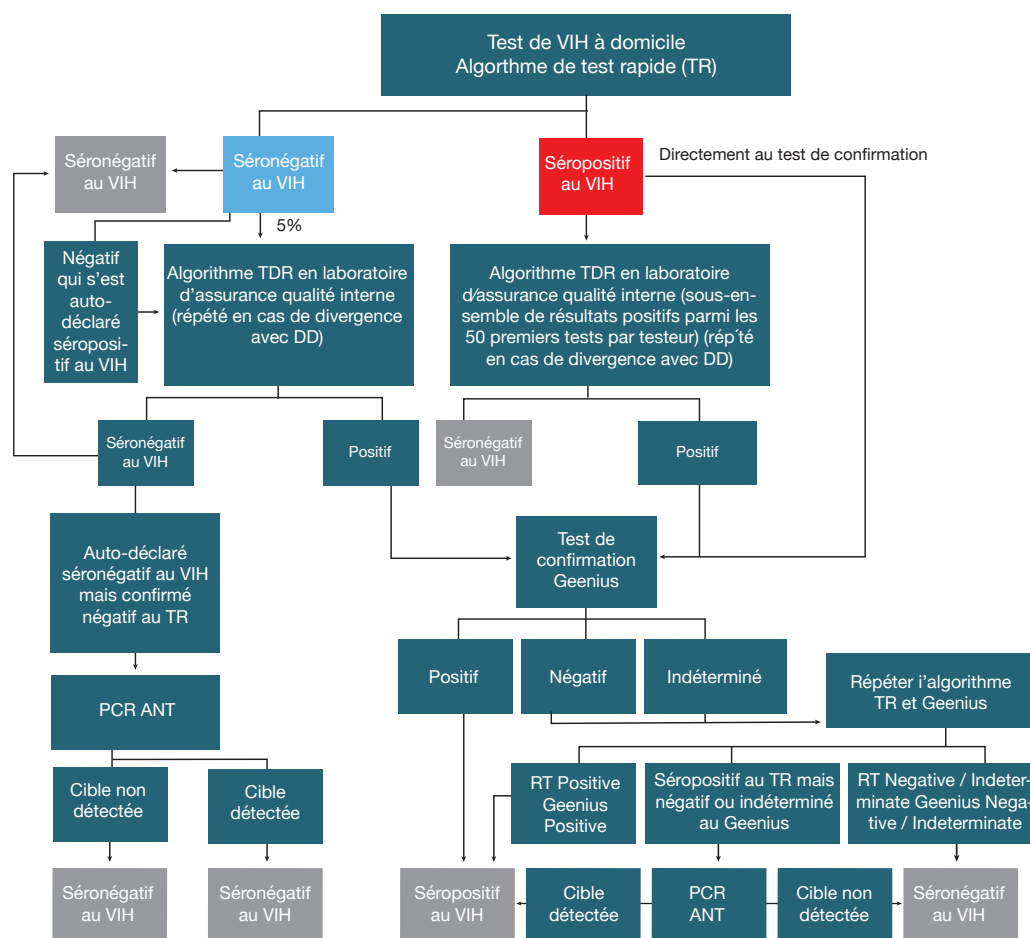 Test de VIH à domicile
Algorthme de test rapide (TR)
Séronégatif
au VIH
Séronégatif
au VIH
Séropositif
au VIH
Directement au test de confirmation
5%
Négatif
qui s’est
auto-
déclaré
séroposi-
tif au VIH
Algorithme TDR en laboratoire
d’assurance qualité interne
(répété en cas de divergence
avec DD)
Algorithme TDR en laboratoire
d⁄assurance qualité interne (sous-en-
semble de résultats positifs parmi les
50 premiers tests par testeur) (rép´té
en cas de divergence avec DD)
Séronégatif
au VIH
Positif
Séronégatif
au VIH
Positif
Auto-déclaré
séronégatif au VIH
mais confirmé
négatif au TR
Test de
confirmation
Geenius
Positif
Négatif
Indéterminé
Répéter i’algorithme
TR et Geenius
PCR ANT
Cible non
détectée
Cible
détectée
RT Positive
Geenius
Positive
Séropositif au TR mais
négatif ou indéterminé
au Geenius
RT Negative / Indeter-
minate Geenius Nega-
tive / Indeterminate
Séronégatif
au VIH
Séronégatif
au VIH
Séropositif
au VIH
Cible
détectée
PCR
ANT
Cible non
détectée
Séronégatif
au VIH